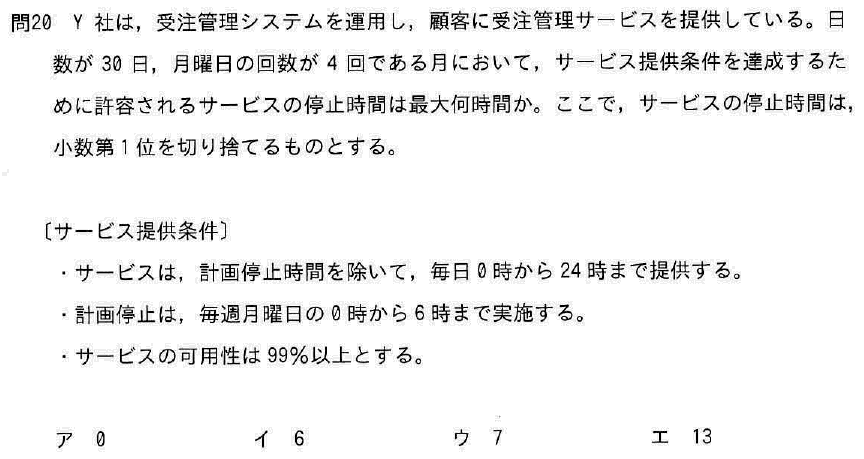 問20 Y 社は，受注管理システムを運用し，顧客に受注管理サービスを提供している。日
数が 30 日，月曜日の回数が 4 回である月において，サービス提供条件を達成するた
めに許容されるサービスの停止時間は最大何時間か。ここで，サービスの停止時間は，
小数第1位を切り捨てるものとする。
〔サービス提供条件〕
・サービスは，計画停止時間を除いて，毎日0時から24時まで提供する。
・計画停止は，毎週月曜日の0時から6時まで実施する。
・サービスの可用性は99％以上とする。
ア 0 イ 6 ウ 7 エ 13